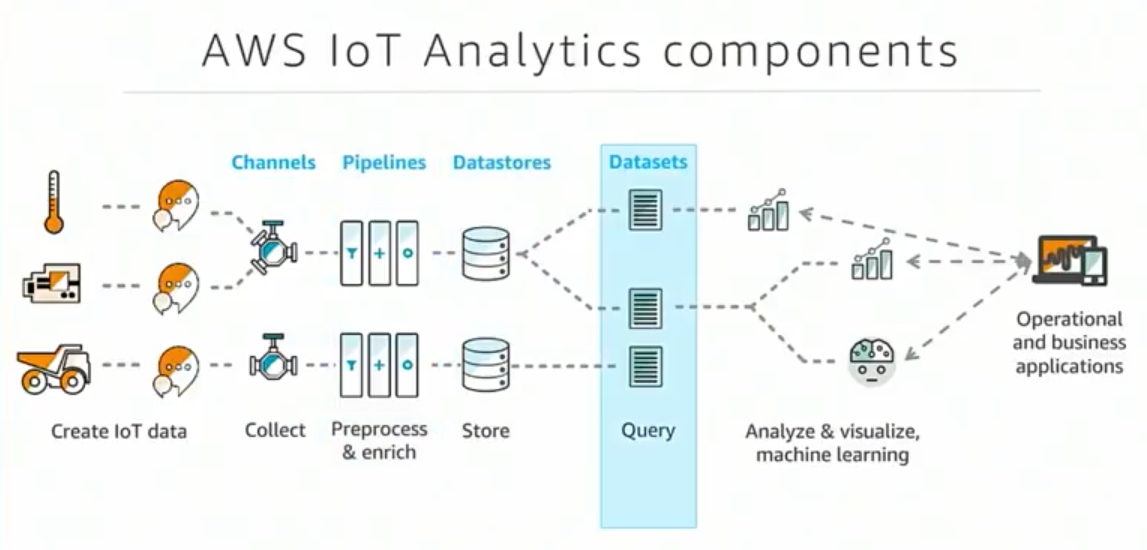 AWS IoT Analytics components
Channels
Pipelines
Datastores
Datasets
Create IoT data
Collect
Preprocess
& enrich
Store
Query
Analyze & visualize,
machine learning
Operational
and business
applications